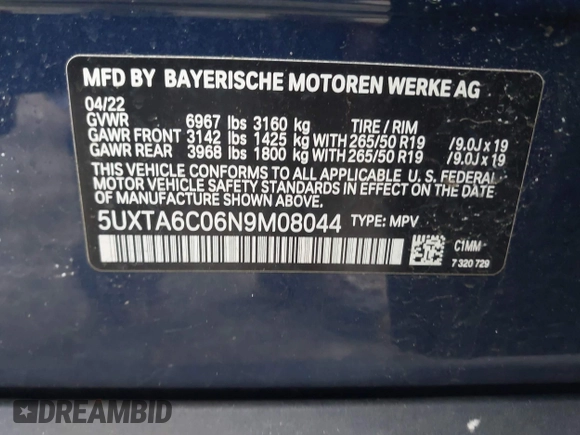 MFD BY BAYERISCHE MOTOREN WERKE AG
04/22
GVWR 6967 lbs 3160 kg TIRE / RIM
GAWR FRONT 3142 lbs 1425 kg WITH 265/50 R19 /9.0J x 19
GAWR REAR 3968 lbs 1800 kg WITH 265/50 R19 /9.0J x 19
THIS VEHICLE CONFORMS TO ALL APPLICABLE U. S. FEDERAL
MOTOR VEHICLE SAFETY STANDARDS IN EFFECT ON THE DATE
OF MANUFACTURE SHOWN ABOVE.
5UXTA6C06N9M08044 TYPE: MPV
C1MM
7 320 729
DREAMBID